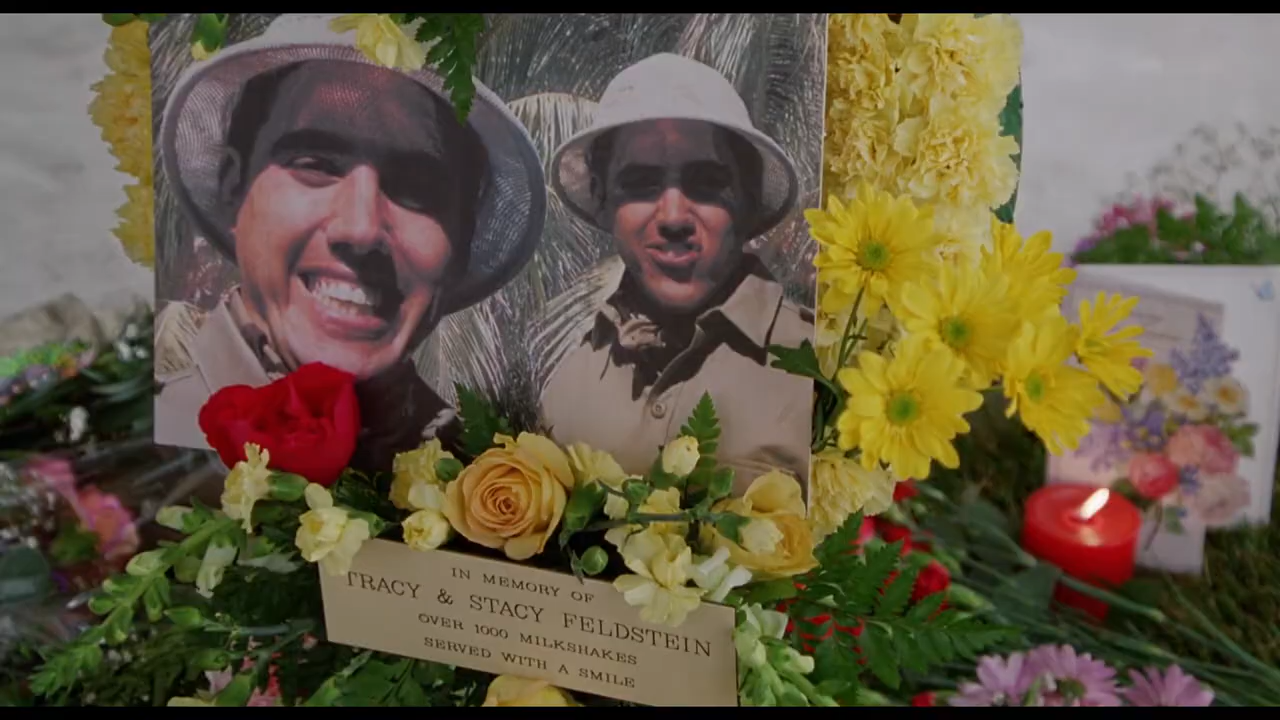 IN MEMORY OF
TRACY & STACY FELDSTEIN
OVER 1000 MILKSHAKES
SERVED WITH A SMILE